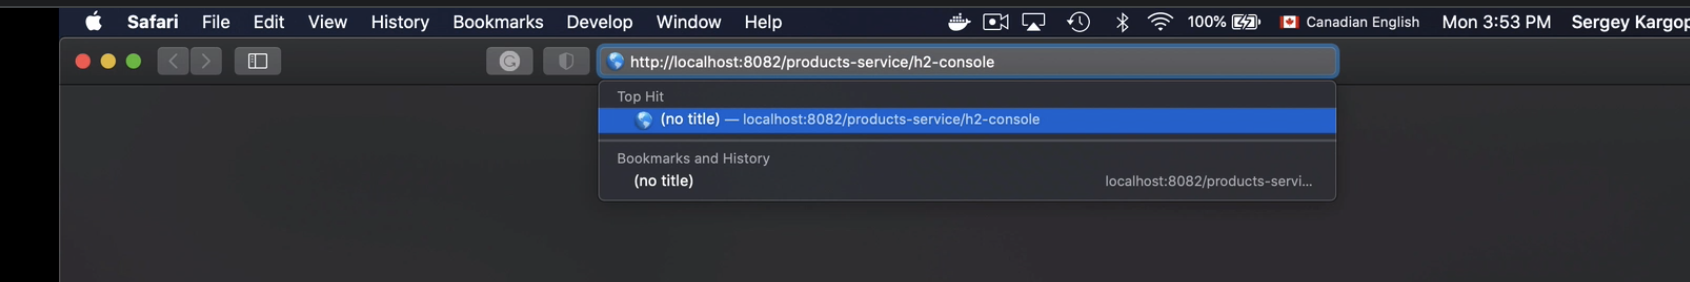 Safari File Edit View History Bookmarks Develop Window Help 100% Canadian English Mon 3:53 PM Sergey Kargop
http://localhost:8082/products-service/h2-console
Top Hit
(no title) — localhost:8082/products-service/h2-console
Bookmarks and History
(no title) localhost:8082/products-servi...